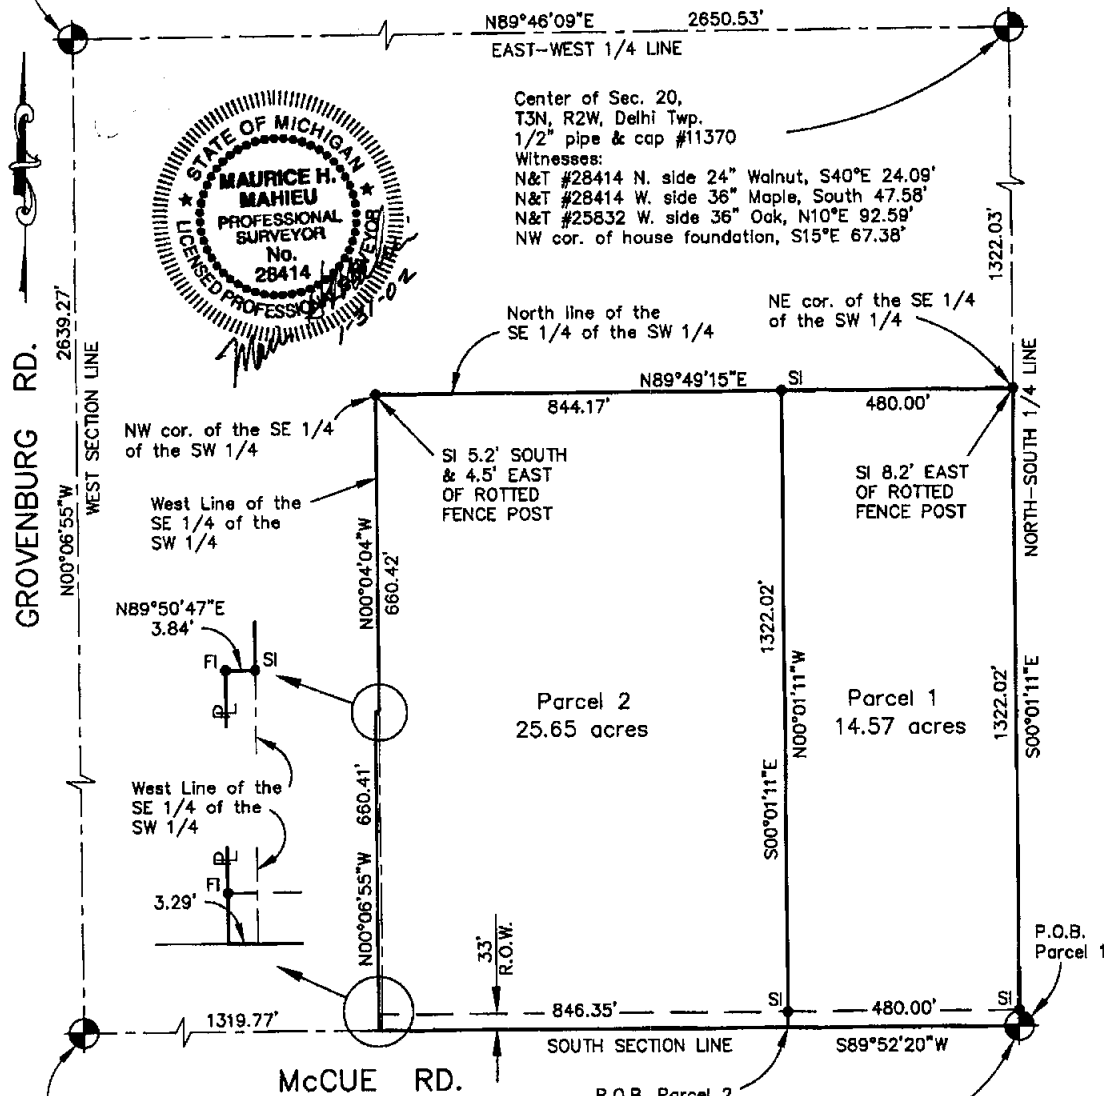 N89°46'09"E 2650.53'
EAST-WEST 1/4 LINE
Center of Sec. 20,
T3N, R2W, Delhi Twp.
1/2" pipe & cap #11370
Witnesses:
N&T #28414 N. side 24" Walnut, S40°E 24.09'
N&T #28414 W. side 36" Maple, South 47.58'
N&T #25832 W. side 36" Oak, N10°E 92.59'
NW cor. of house foundation, S15°E 67.38'
STATE OF MICHIGAN
MAURICE H.
MAHIEU
PROFESSIONAL
SURVEYOR
No.
28414
LICENSED PROFESSIONAL SURVEYOR
1-31-02
1322.03'
2639.27'
WEST SECTION LINE
N00°06'55"W
GROVENBURG RD.
North line of the
SE 1/4 of the SW 1/4
NE cor. of the SE 1/4
of the SW 1/4
N89°49'15"E
SI
844.17'
480.00'
NORTH-SOUTH 1/4 LINE
NW cor. of the SE 1/4
of the SW 1/4
SI 5.2' SOUTH
& 4.5' EAST
OF ROTTED
FENCE POST
SI 8.2' EAST
OF ROTTED
FENCE POST
West Line of the
SE 1/4 of the
SW 1/4
N00°04'04"W
660.42'
N89°50'47"E
3.84'
FI
SI
PL
1322.02'
N00°01'11"W
S00°01'11"E
1322.02'
S00°01'11"E
Parcel 2
25.65 acres
Parcel 1
14.57 acres
West Line of the
SE 1/4 of the
SW 1/4
660.41'
N00°06'55"W
PL
FI
3.29'
33'
R.O.W.
P.O.B.
Parcel 1
SI
SI
846.35'
480.00'
1319.77'
SOUTH SECTION LINE
S89°52'20"W
McCUE RD.
P.O.B. Parcel 2